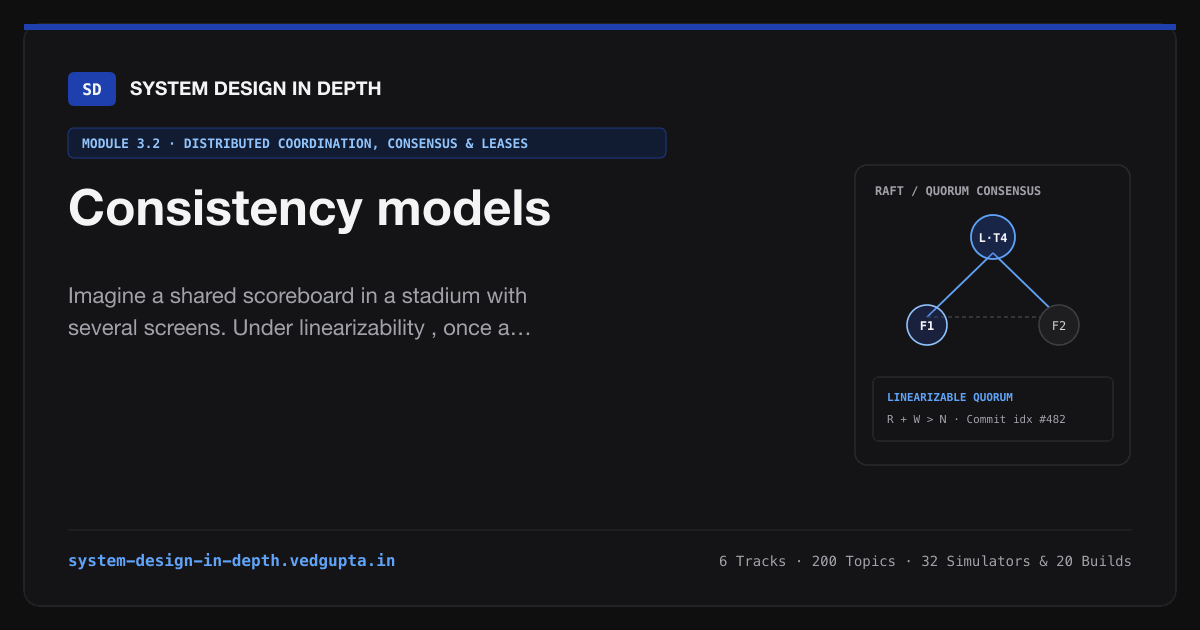 SD
SYSTEM DESIGN IN DEPTH
MODULE 3.2 · DISTRIBUTED COORDINATION, CONSENSUS & LEASES
Consistency models
Imagine a shared scoreboard in a stadium with
several screens. Under linearizability , once a…
RAFT / QUORUM CONSENSUS
L·T4
F1
F2
LINEARIZABLE QUORUM
R + W > N · Commit idx #482
system-design-in-depth.vedgupta.in
6 Tracks · 200 Topics · 32 Simulators & 20 Builds